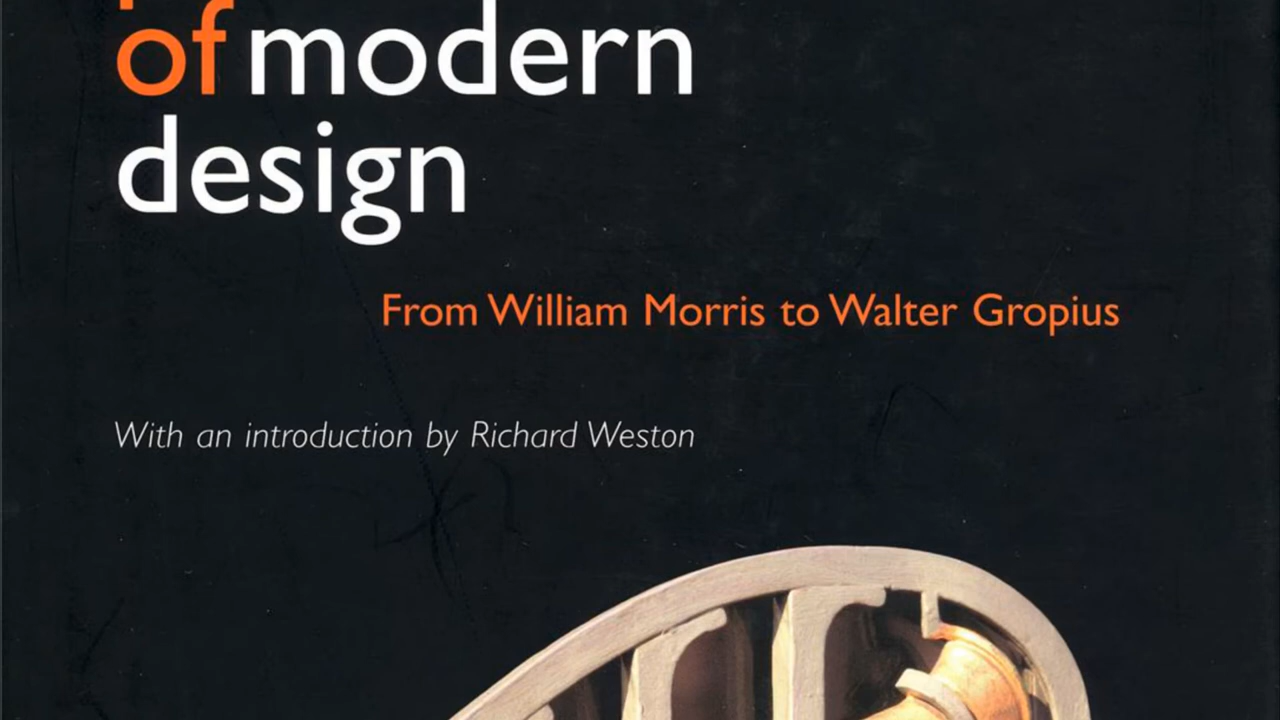 of modern
design
From William Morris to Walter Gropius
With an introduction by Richard Weston